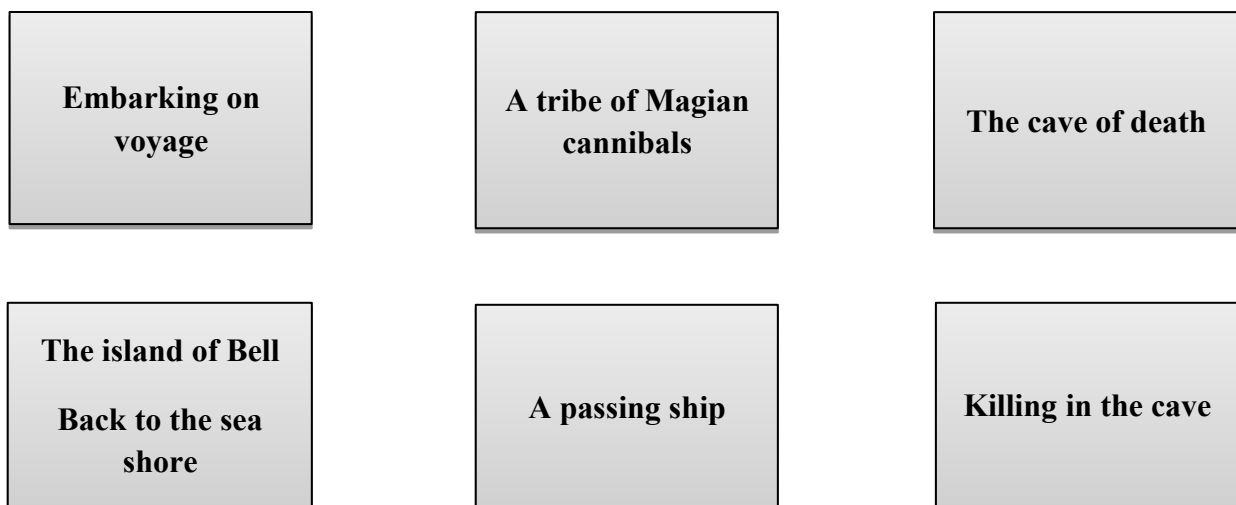 Embarking on
voyage
A tribe of Magian
cannibals
The cave of death
The island of Bell
Back to the sea
shore
A passing ship
Killing in the cave